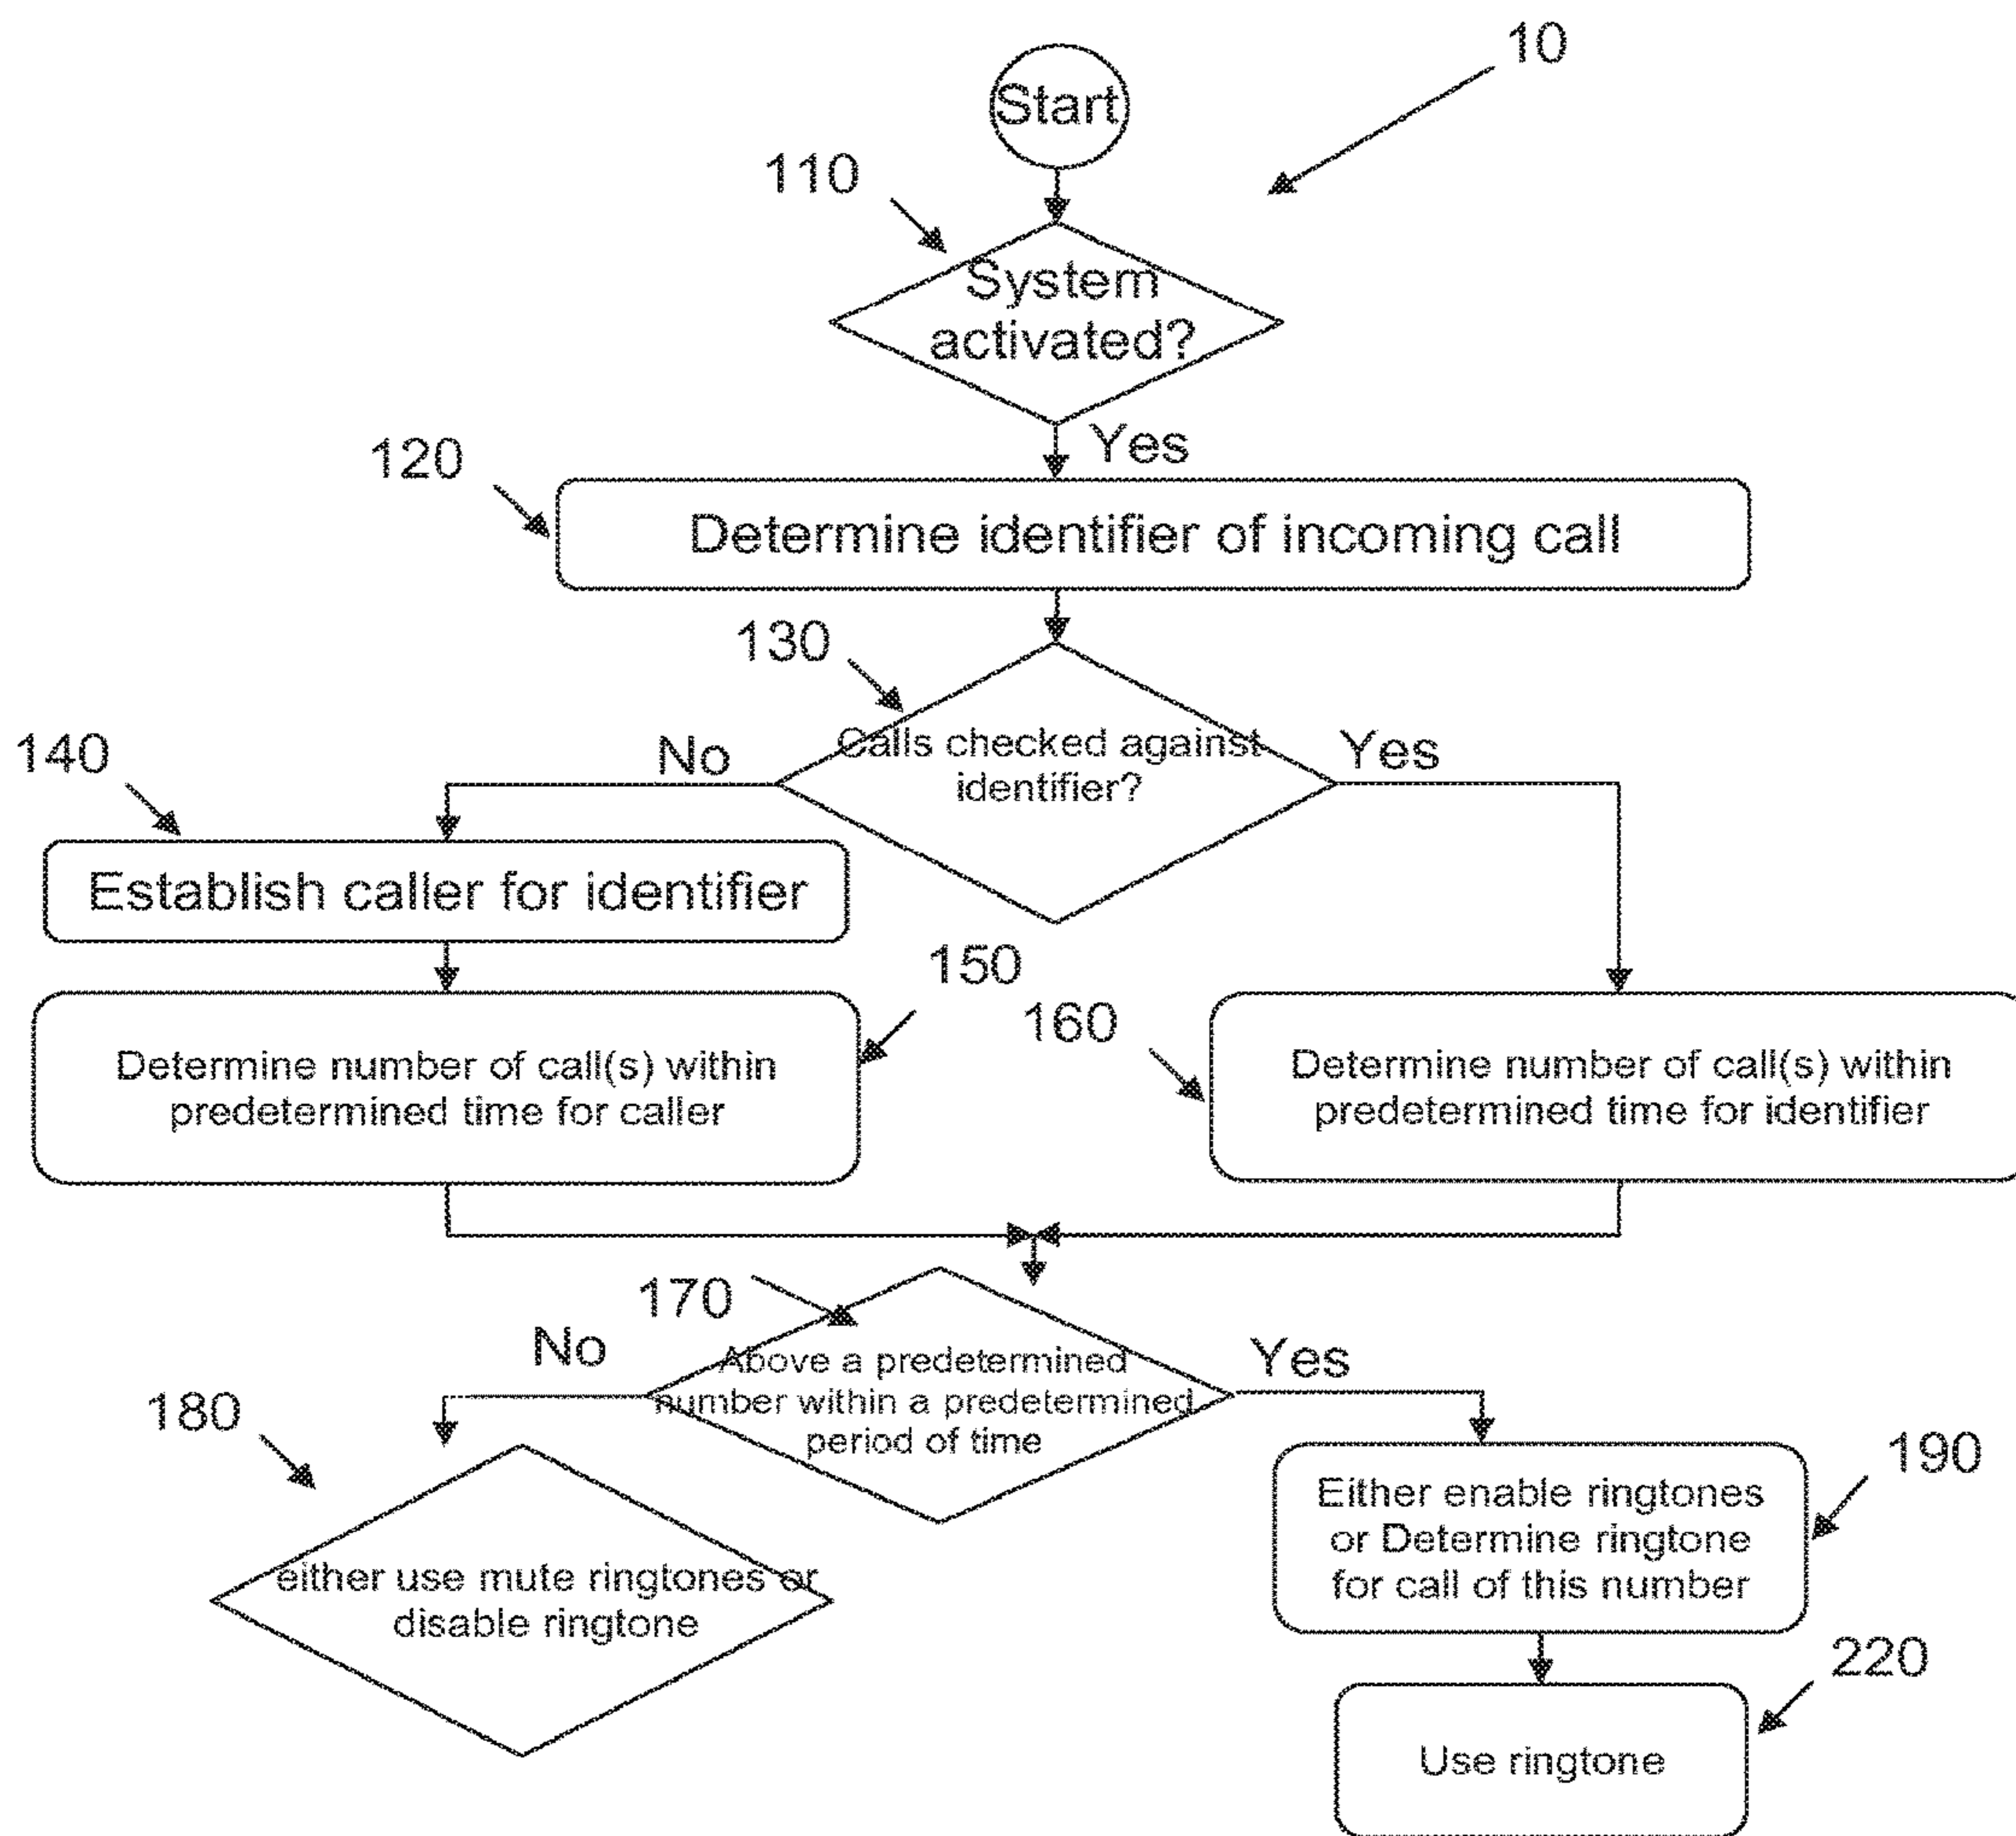 10
Start
110
System
activated?
Yes
120
Determine identifier of incoming call
130
Calls checked against
identifier?
No
Yes
140
Establish caller for identifier
150
Determine number of call(s) within
predetermined time for caller
160
Determine number of call(s) within
predetermined time for identifier
170
Above a predetermined
number within a predetermined
period of time
No
Yes
180
either use mute ringtones or
disable ringtone
190
Either enable ringtones
or Determine ringtone
for call of this number
220
Use ringtone